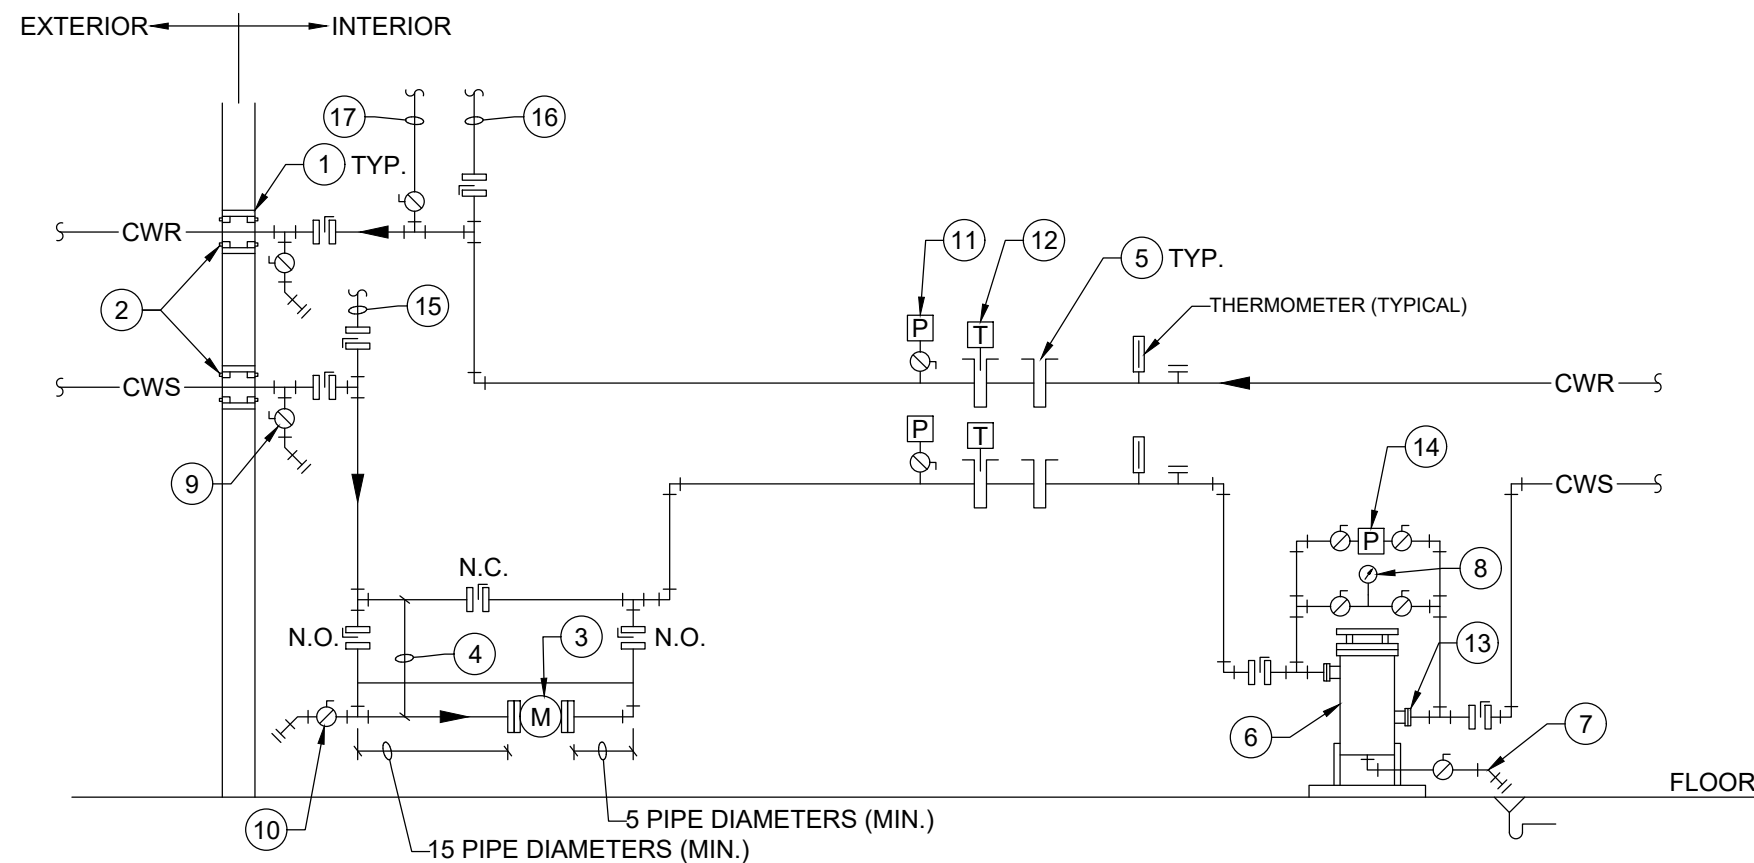 EXTERIOR
INTERIOR
17
16
1 TYP.
CWR
11
12
5 TYP.
2
15
THERMOMETER (TYPICAL)
P
T
CWS
CWR
P
T
14
9
CWS
P
N.C.
8
N.O.
3
N.O.
4
13
M
6
7
FLOOR
10
5 PIPE DIAMETERS (MIN.)
15 PIPE DIAMETERS (MIN.)